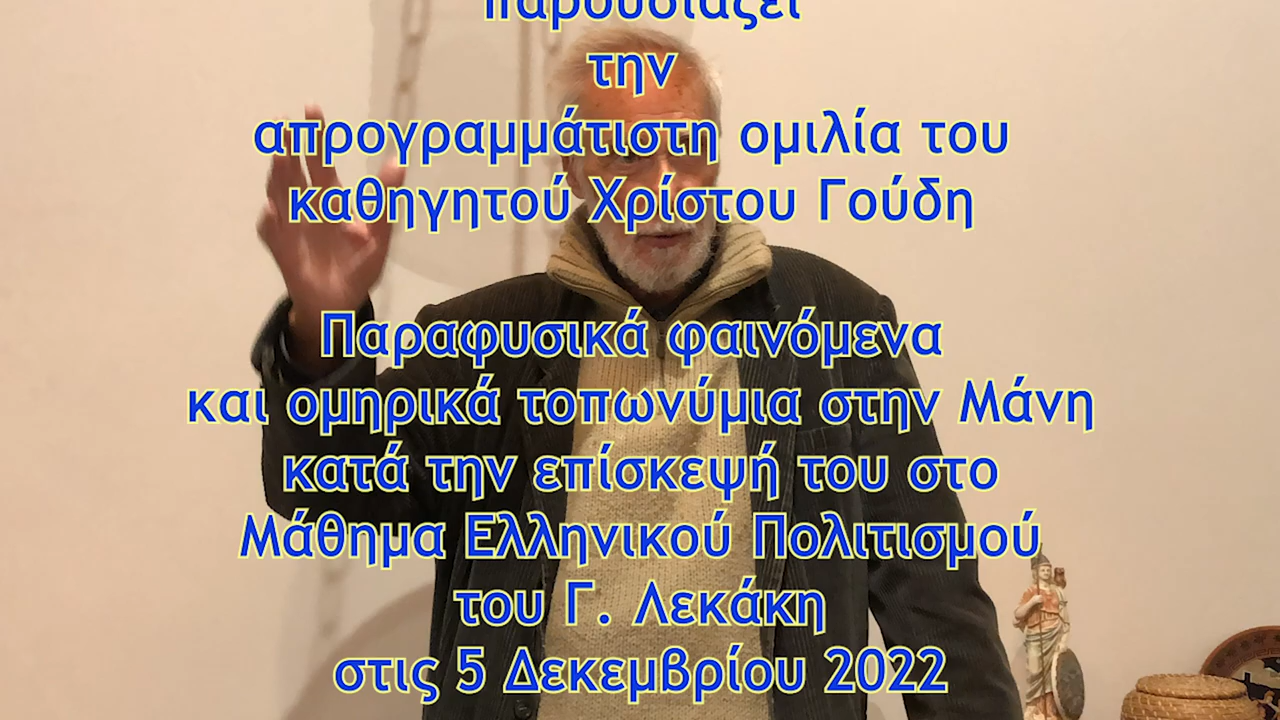 παρουσιάζει
την
απρογραμμάτιστη ομιλία του
καθηγητού Χρίστου Γούδη
Παραφυσικά φαινόμενα
και ομηρικά τοπωνύμια στην Μάνη
κατά την επίσκεψή του στο
Μάθημα Ελληνικού Πολιτισμού
του Γ. Λεκάκη
στις 5 Δεκεμβρίου 2022